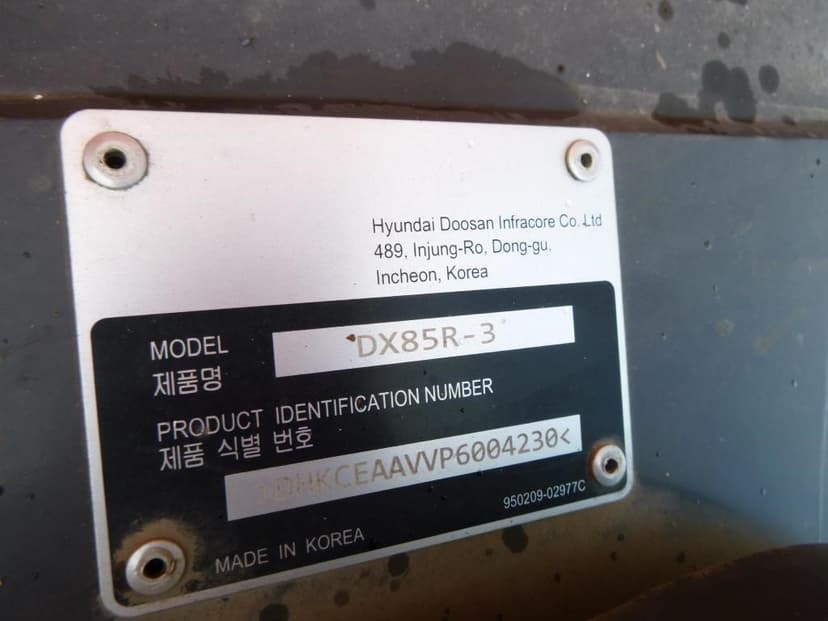 Hyundai Doosan Infracore Co. Ltd
489, Injung-Ro, Dong-gu,
Incheon, Korea
MODEL DX85R-3
제품명
PRODUCT IDENTIFICATION NUMBER
제품 식별 번호
>DHKCEAAVVP6004230<
950209-02977C
MADE IN KOREA